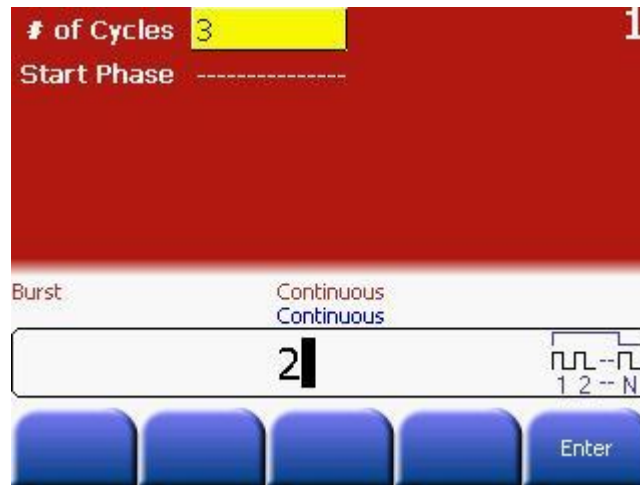 # of Cycles 3 1
Start Phase ---------------
Burst Continuous
Continuous
2
1 2 -- N
Enter